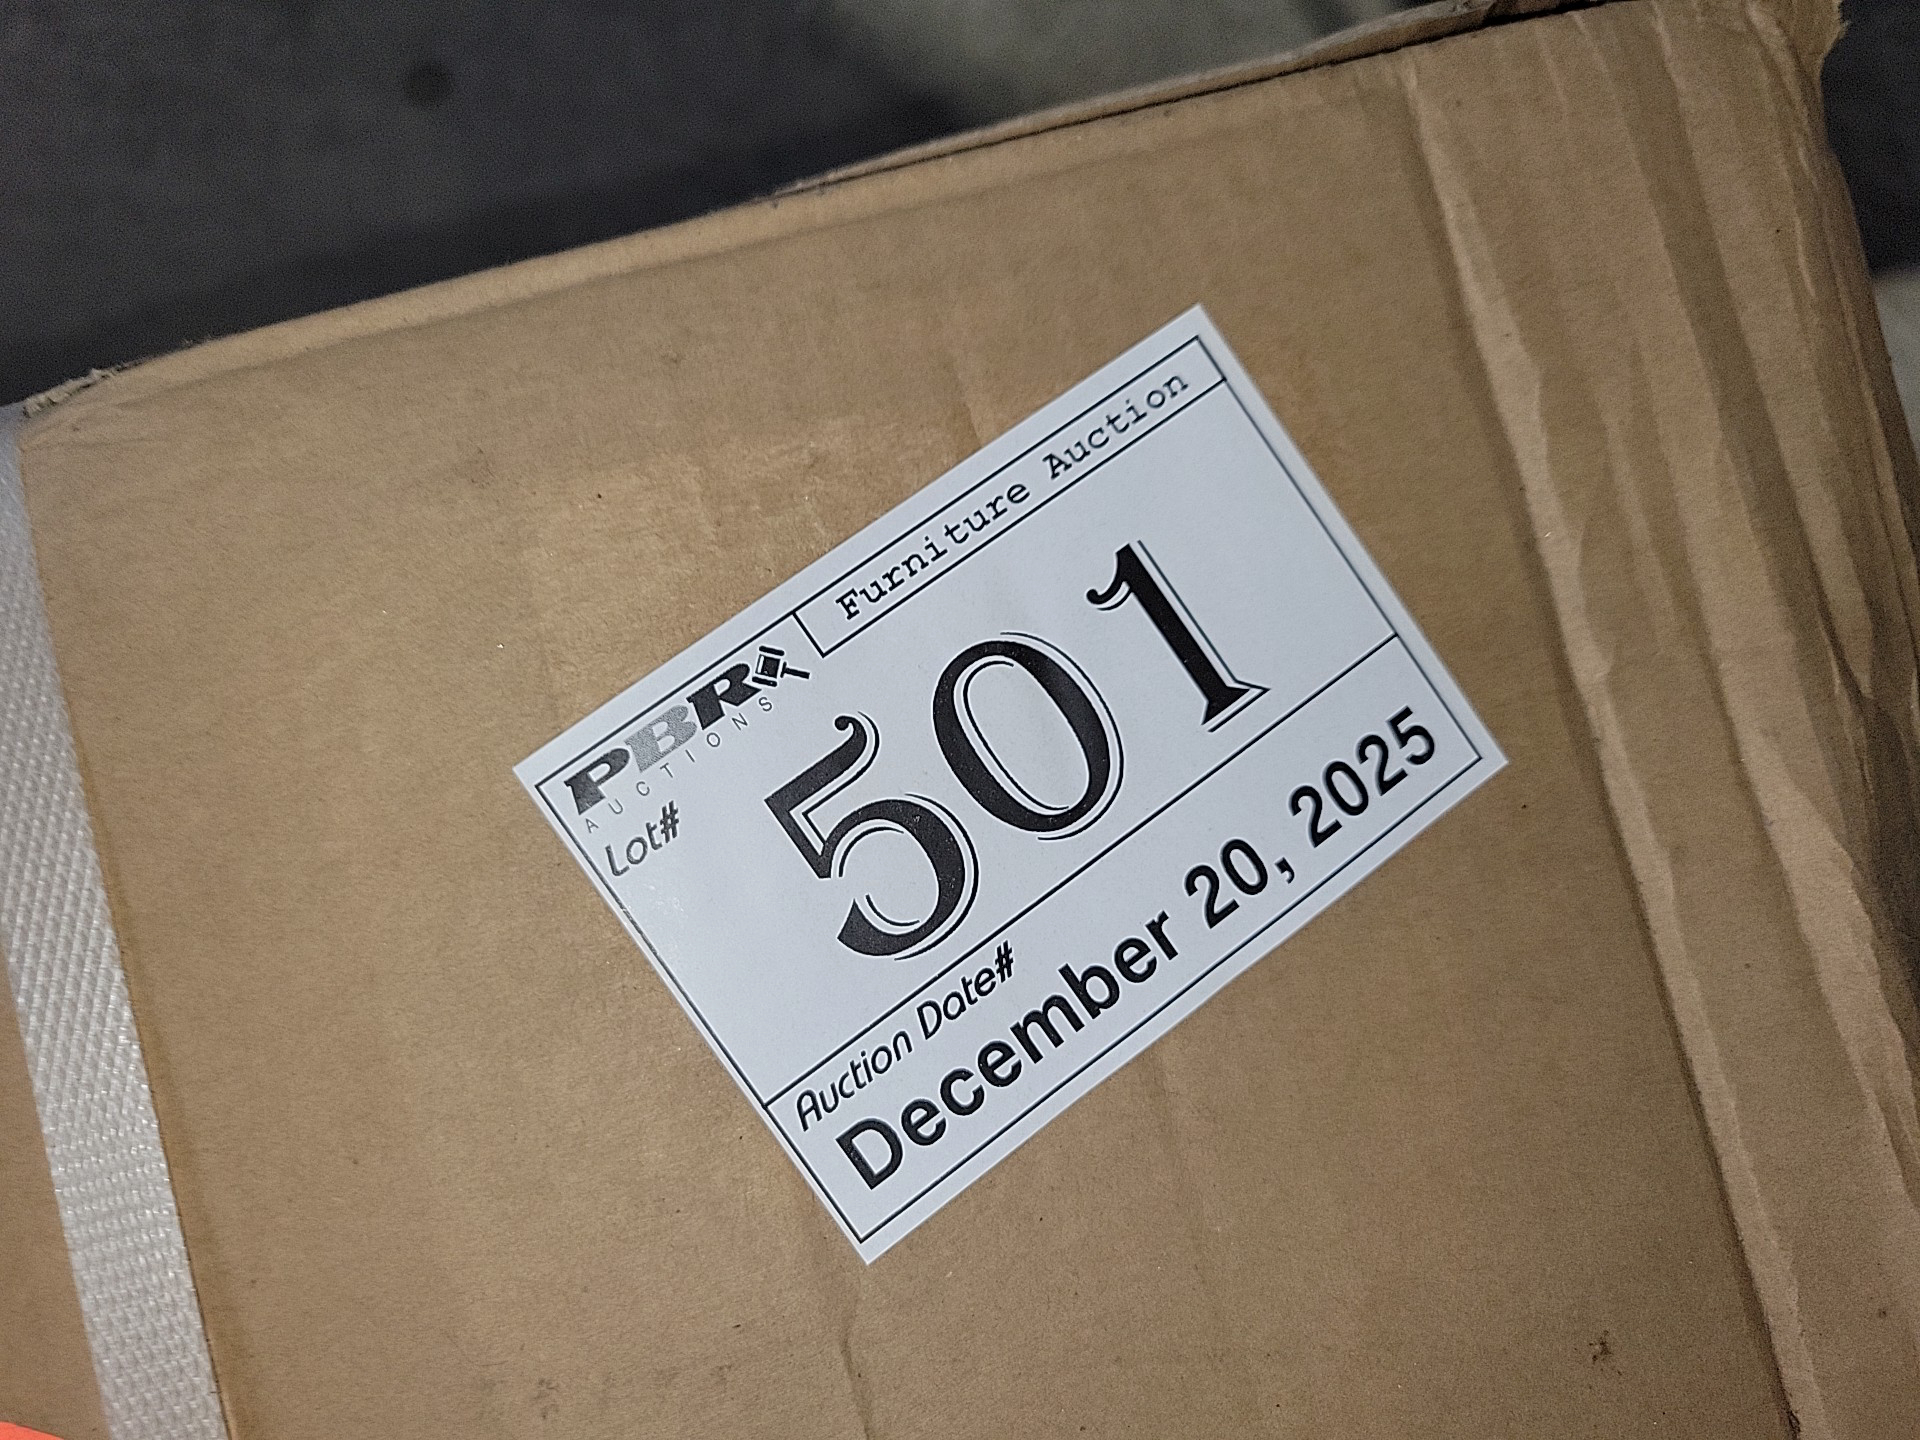 PBR
AUCTIONS
Furniture Auction
Lot#
501
Auction Date#
December 20, 2025